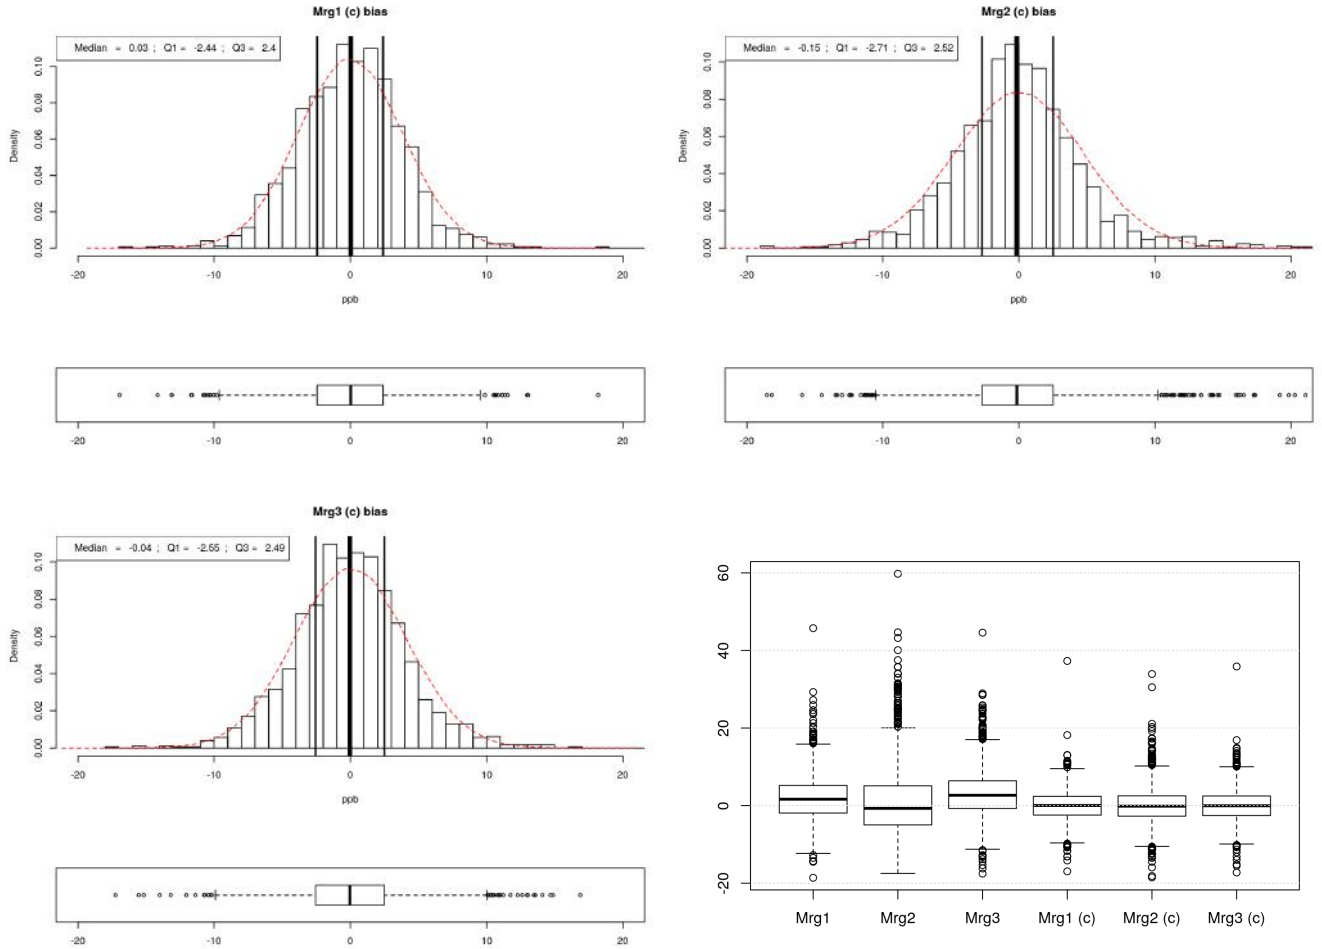 Mrg1 (c) bias
Median = 0.03 ; Q1 = -2.44 ; Q3 = 2.4
Density
0.00 0.02 0.04 0.06 0.08 0.10
-20 -10 0 10 20
ppb
-20 -10 0 10 20
Mrg2 (c) bias
Median = -0.15 ; Q1 = -2.71 ; Q3 = 2.52
Density
0.00 0.02 0.04 0.06 0.08 0.10
-20 -10 0 10 20
ppb
-20 -10 0 10 20
Mrg3 (c) bias
Median = -0.04 ; Q1 = -2.55 ; Q3 = 2.49
Density
0.00 0.02 0.04 0.06 0.08 0.10
-20 -10 0 10 20
ppb
-20 -10 0 10 20
-20 0 20 40 60
Mrg1 Mrg2 Mrg3 Mrg1 (c) Mrg2 (c) Mrg3 (c)